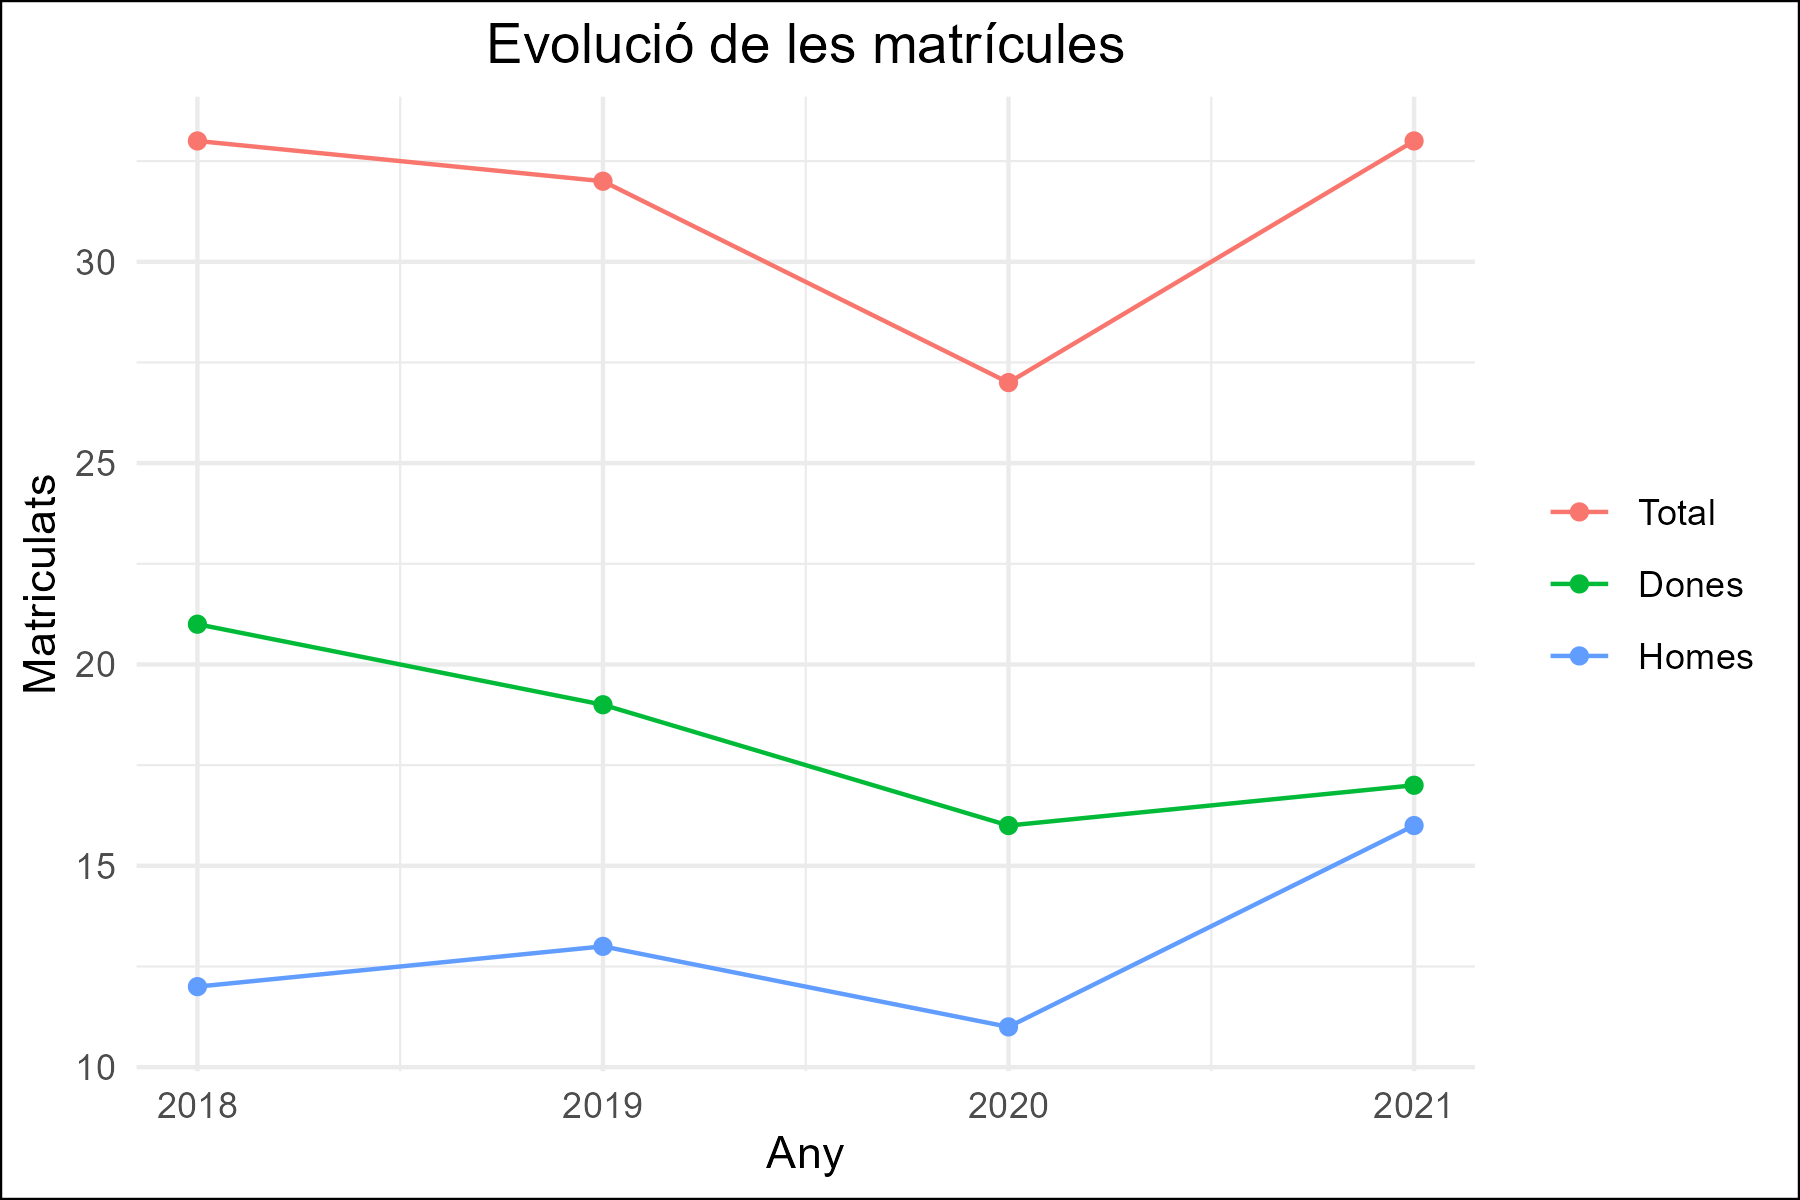 Evolució de les matrícules
Matriculats
30
25
20
15
10
2018 2019 2020 2021
Any
Total
Dones
Homes